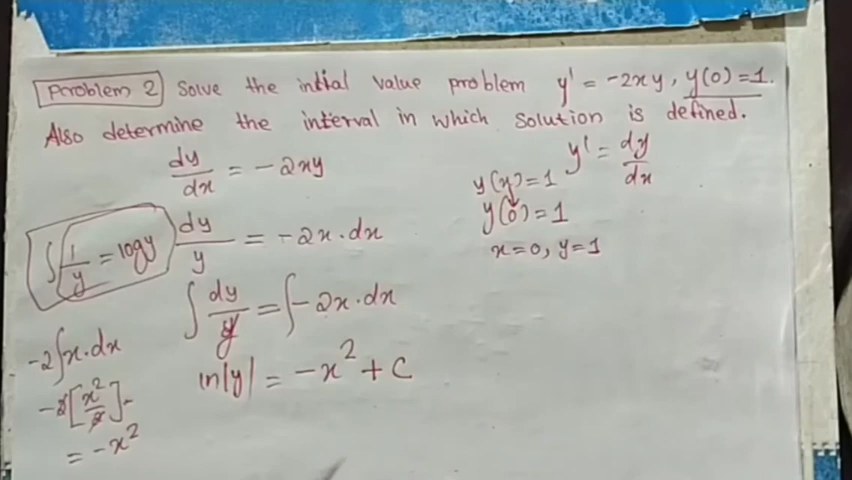 Problem 2 Solve the initial value problem y' = -2xy, y(0)=1.
Also determine the interval in which solution is defined.
dy/dx = -2xy
y' = dy/dx
y(x)=1
y(0)=1
x=0, y=1
∫ 1/y = logy
dy/y = -2x·dx
∫ dy/y = ∫ -2x·dx
ln|y| = -x² + C
-2∫x·dx
-2[x²/2]
= -x²